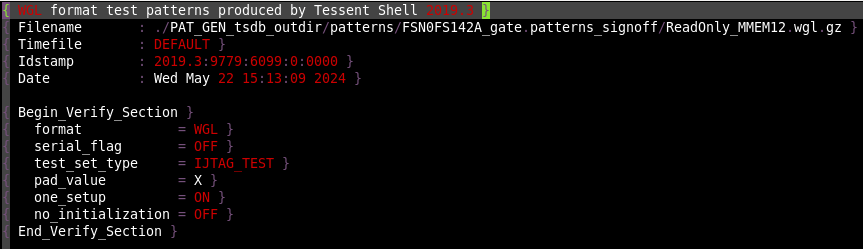 { WGL format test patterns produced by Tessent Shell 2019.3 }
{ Filename       : ./PAT_GEN_tsdb_outdir/patterns/FSN0FS142A_gate.patterns_signoff/ReadOnly_MMEM12.wgl.gz }
{ Timefile       : DEFAULT }
{ Idstamp        : 2019.3:9779:6099:0:0000 }
{ Date           : Wed May 22 15:13:09 2024 }
{ Begin_Verify_Section }
{   format            = WGL }
{   serial_flag       = OFF }
{   test_set_type     = IJTAG_TEST }
{   pad_value         = X }
{   one_setup         = ON }
{   no_initialization = OFF }
{ End_Verify_Section }